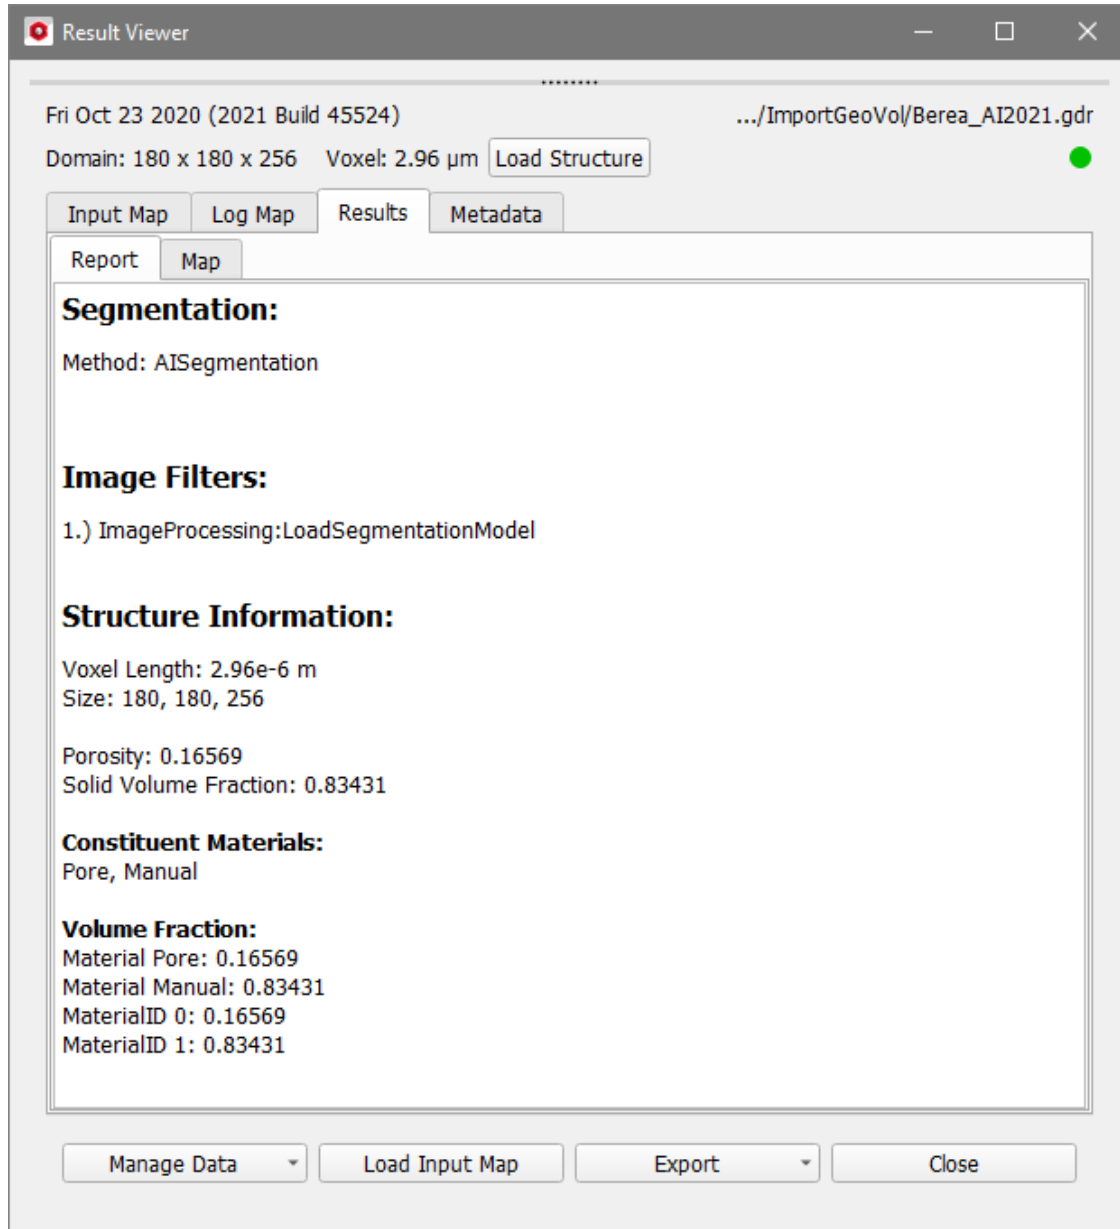 Result Viewer
Fri Oct 23 2020 (2021 Build 45524) .../ImportGeoVol/Berea_AI2021.gdr
Domain: 180 x 180 x 256 Voxel: 2.96 µm Load Structure
Input Map Log Map Results Metadata
Report Map
Segmentation:
Method: AISegmentation
Image Filters:
1.) ImageProcessing:LoadSegmentationModel
Structure Information:
Voxel Length: 2.96e-6 m
Size: 180, 180, 256
Porosity: 0.16569
Solid Volume Fraction: 0.83431
Constituent Materials:
Pore, Manual
Volume Fraction:
Material Pore: 0.16569
Material Manual: 0.83431
MaterialID 0: 0.16569
MaterialID 1: 0.83431
Manage Data Load Input Map Export Close